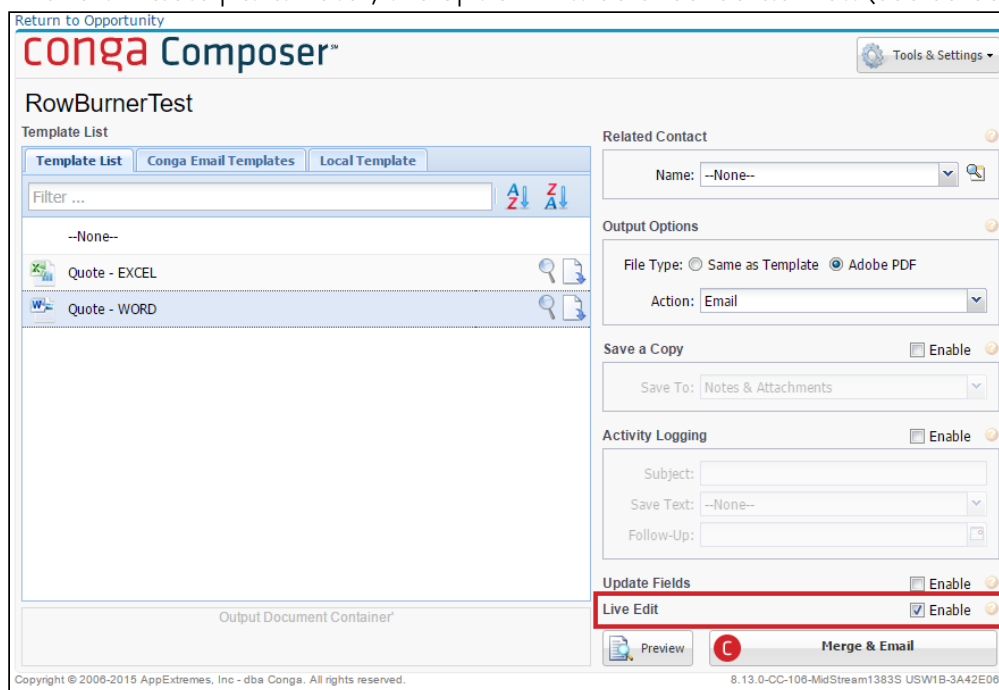 Return to Opportunity
conga Composer℠
Tools & Settings
RowBurnerTest
Template List
Template List
Conga Email Templates
Local Template
Filter ...
A Z
Z A
--None--
Quote - EXCEL
Quote - WORD
Output Document Container'
Related Contact
Name: --None--
Output Options
File Type: Same as Template Adobe PDF
Action: Email
Save a Copy Enable
Save To: Notes & Attachments
Activity Logging Enable
Subject:
Save Text: --None--
Follow-Up:
Update Fields Enable
Live Edit Enable
Preview
C Merge & Email
Copyright © 2006-2015 AppExtremes, Inc - dba Conga. All rights reserved.
8.13.0-CC-106-MidStream1383S USW1B-3A42E06